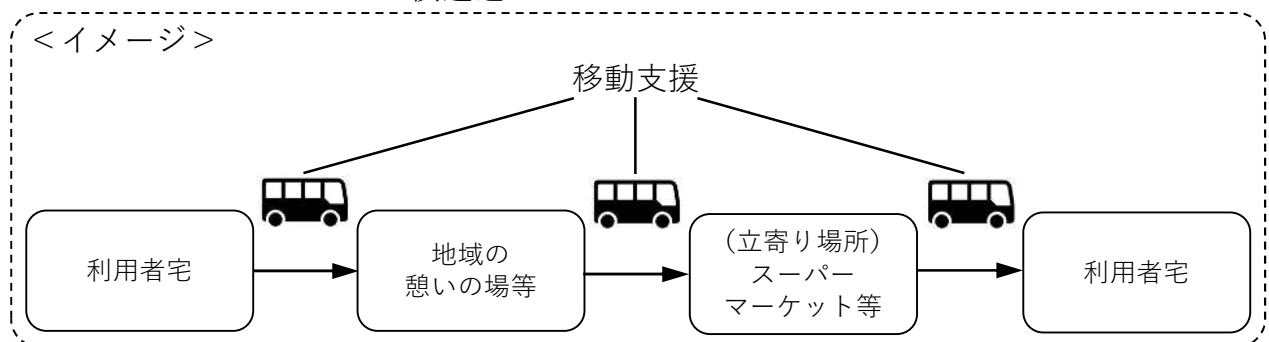 <イメージ>
移動支援
利用者宅
地域の
憩いの場等
(立寄り場所)
スーパー
マーケット等
利用者宅